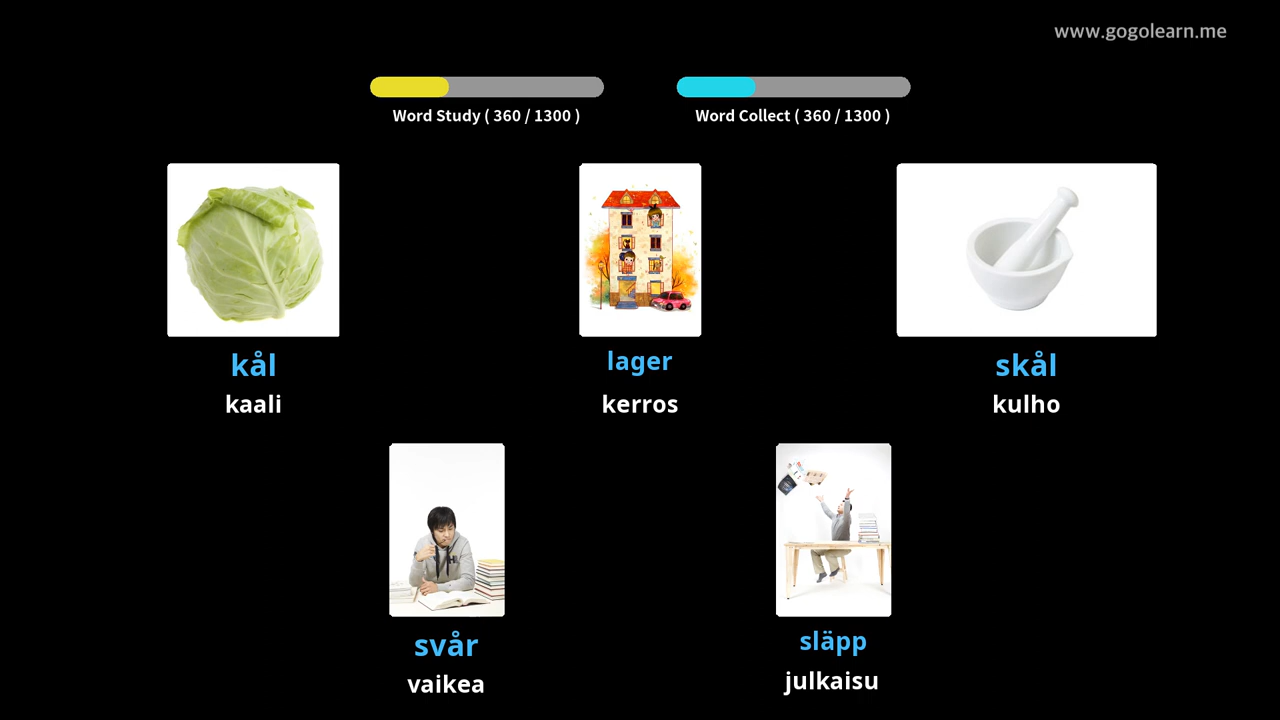 www.gogolearn.me
Word Study ( 360 / 1300 )
Word Collect ( 360 / 1300 )
kål
kaali
lager
kerros
skål
kulho
svår
vaikea
släpp
julkaisu